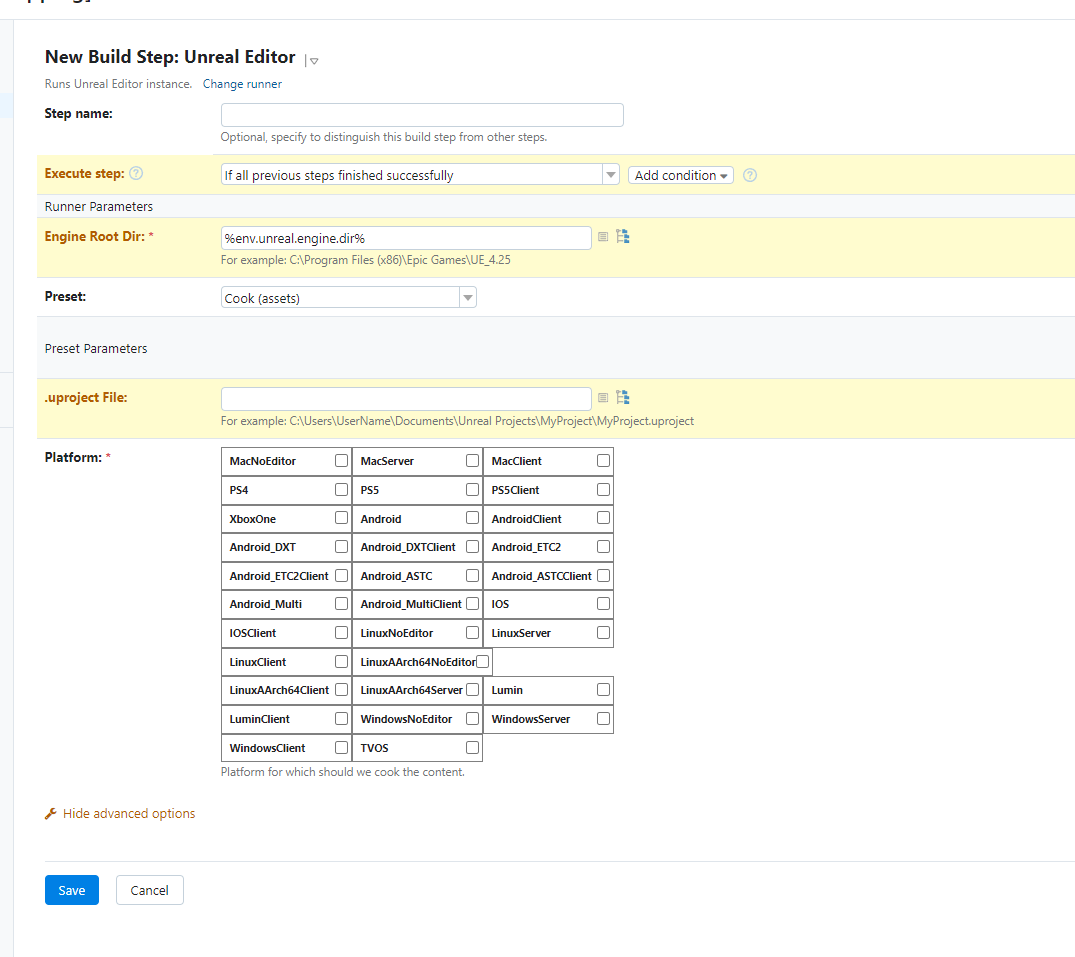 New Build Step: Unreal Editor
Runs Unreal Editor instance. Change runner
Step name:
Optional, specify to distinguish this build step from other steps.
Execute step: ? If all previous steps finished successfully Add condition ?
Runner Parameters
Engine Root Dir: * %env.unreal.engine.dir%
For example: C:\Program Files (x86)\Epic Games\UE_4.25
Preset: Cook (assets)
Preset Parameters
.uproject File:
For example: C:\Users\UserName\Documents\Unreal Projects\MyProject\MyProject.uproject
Platform: * MacNoEditor MacServer MacClient
PS4 PS5 PS5Client
XboxOne Android AndroidClient
Android_DXT Android_DXTClient Android_ETC2
Android_ETC2Client Android_ASTC Android_ASTCClient
Android_Multi Android_MultiClient IOS
IOSClient LinuxNoEditor LinuxServer
LinuxClient LinuxAArch64NoEditor
LinuxAArch64Client LinuxAArch64Server Lumin
LuminClient WindowsNoEditor WindowsServer
WindowsClient TVOS
Platform for which should we cook the content.
Hide advanced options
Save Cancel